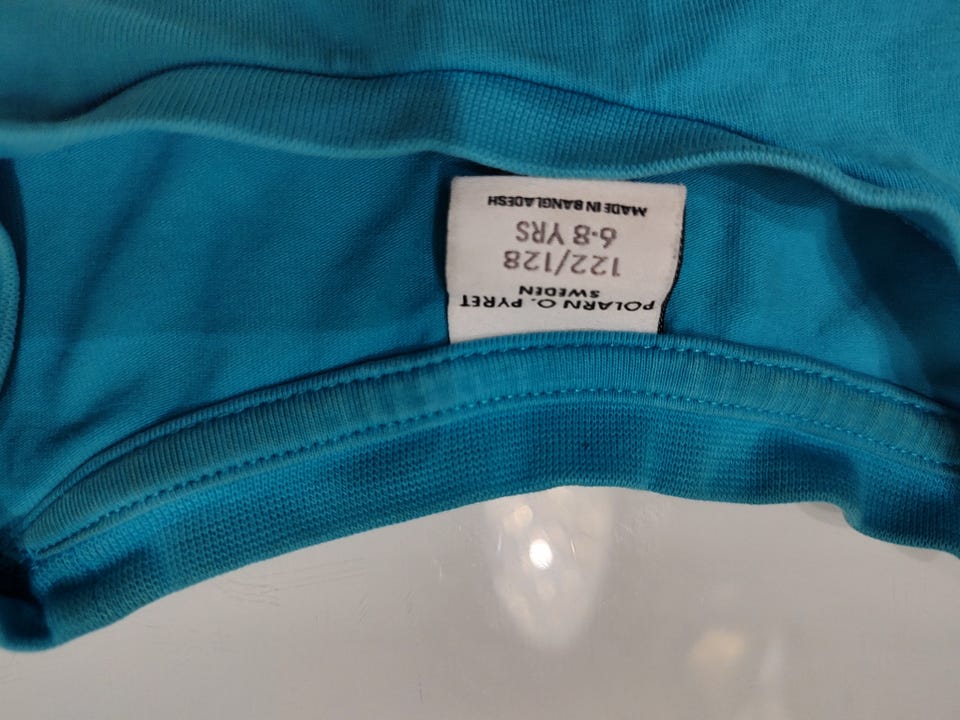 POLARN O. PYRET
SWEDEN
122/128
6-8 YRS
MADE IN BANGLADESH